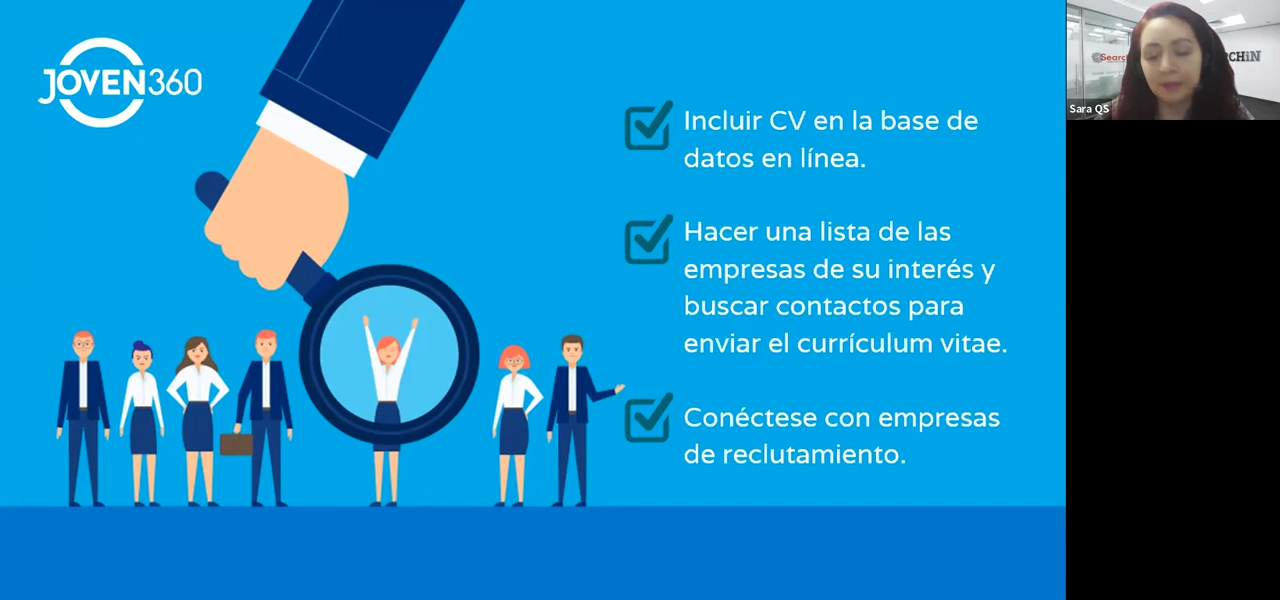 JOVEN360
Incluir CV en la base de
datos en línea.
Hacer una lista de las
empresas de su interés y
buscar contactos para
enviar el currículum vitae.
Conéctese con empresas
de reclutamiento.
Sara QS